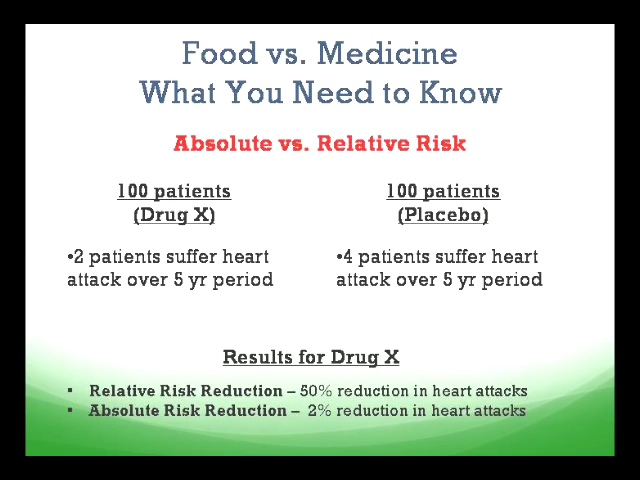 Food vs. Medicine
What You Need to Know
Absolute vs. Relative Risk
100 patients
(Drug X)
•2 patients suffer heart
attack over 5 yr period
100 patients
(Placebo)
•4 patients suffer heart
attack over 5 yr period
Results for Drug X
▪ Relative Risk Reduction – 50% reduction in heart attacks
▪ Absolute Risk Reduction – 2% reduction in heart attacks